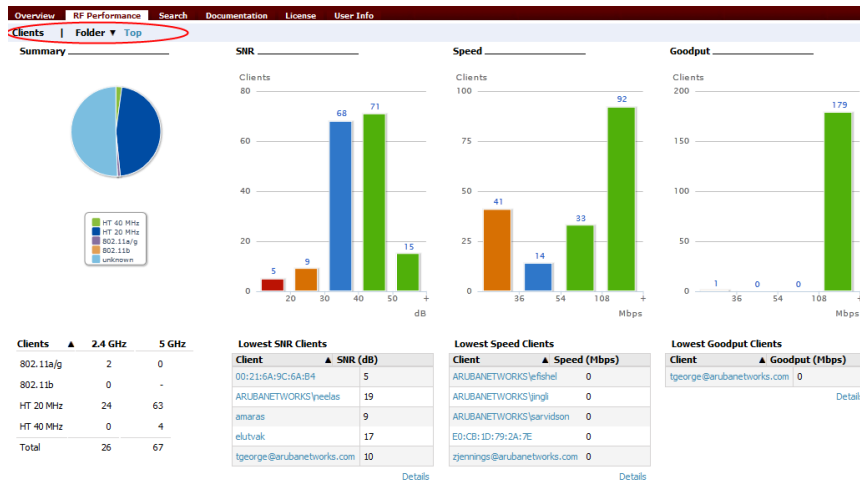 Overview RF Performance Search Documentation License User Info
Clients | Folder ▼ Top
Summary
HT 40 MHz
HT 20 MHz
802.11a/g
802.11b
unknown
SNR
Clients
80
60
40
20
0
5
9
68
71
15
20 30 40 50 +
dB
Speed
Clients
100
75
50
25
0
41
14
33
92
36 54 108 +
Mbps
Goodput
Clients
200
150
100
50
0
1
0
0
179
36 54 108 +
Mbps
Clients ▲ 2.4 GHz 5 GHz
802.11a/g 2 0
802.11b 0 -
HT 20 MHz 24 63
HT 40 MHz 0 4
Total 26 67
Lowest SNR Clients
Client ▲ SNR (dB)
00:21:6A:9C:6A:B4 5
ARUBANETWORKS\neelas 19
amaras 9
elutvak 17
tgeorge@arubanetworks.com 10
Details
Lowest Speed Clients
Client ▲ Speed (Mbps)
ARUBANETWORKS\efishel 0
ARUBANETWORKS\jingli 0
ARUBANETWORKS\sarvidson 0
E0:CB:1D:79:2A:7E 0
zjennings@arubanetworks.com 0
Details
Lowest Goodput Clients
Client ▲ Goodput (Mbps)
tgeorge@arubanetworks.com 0
Details